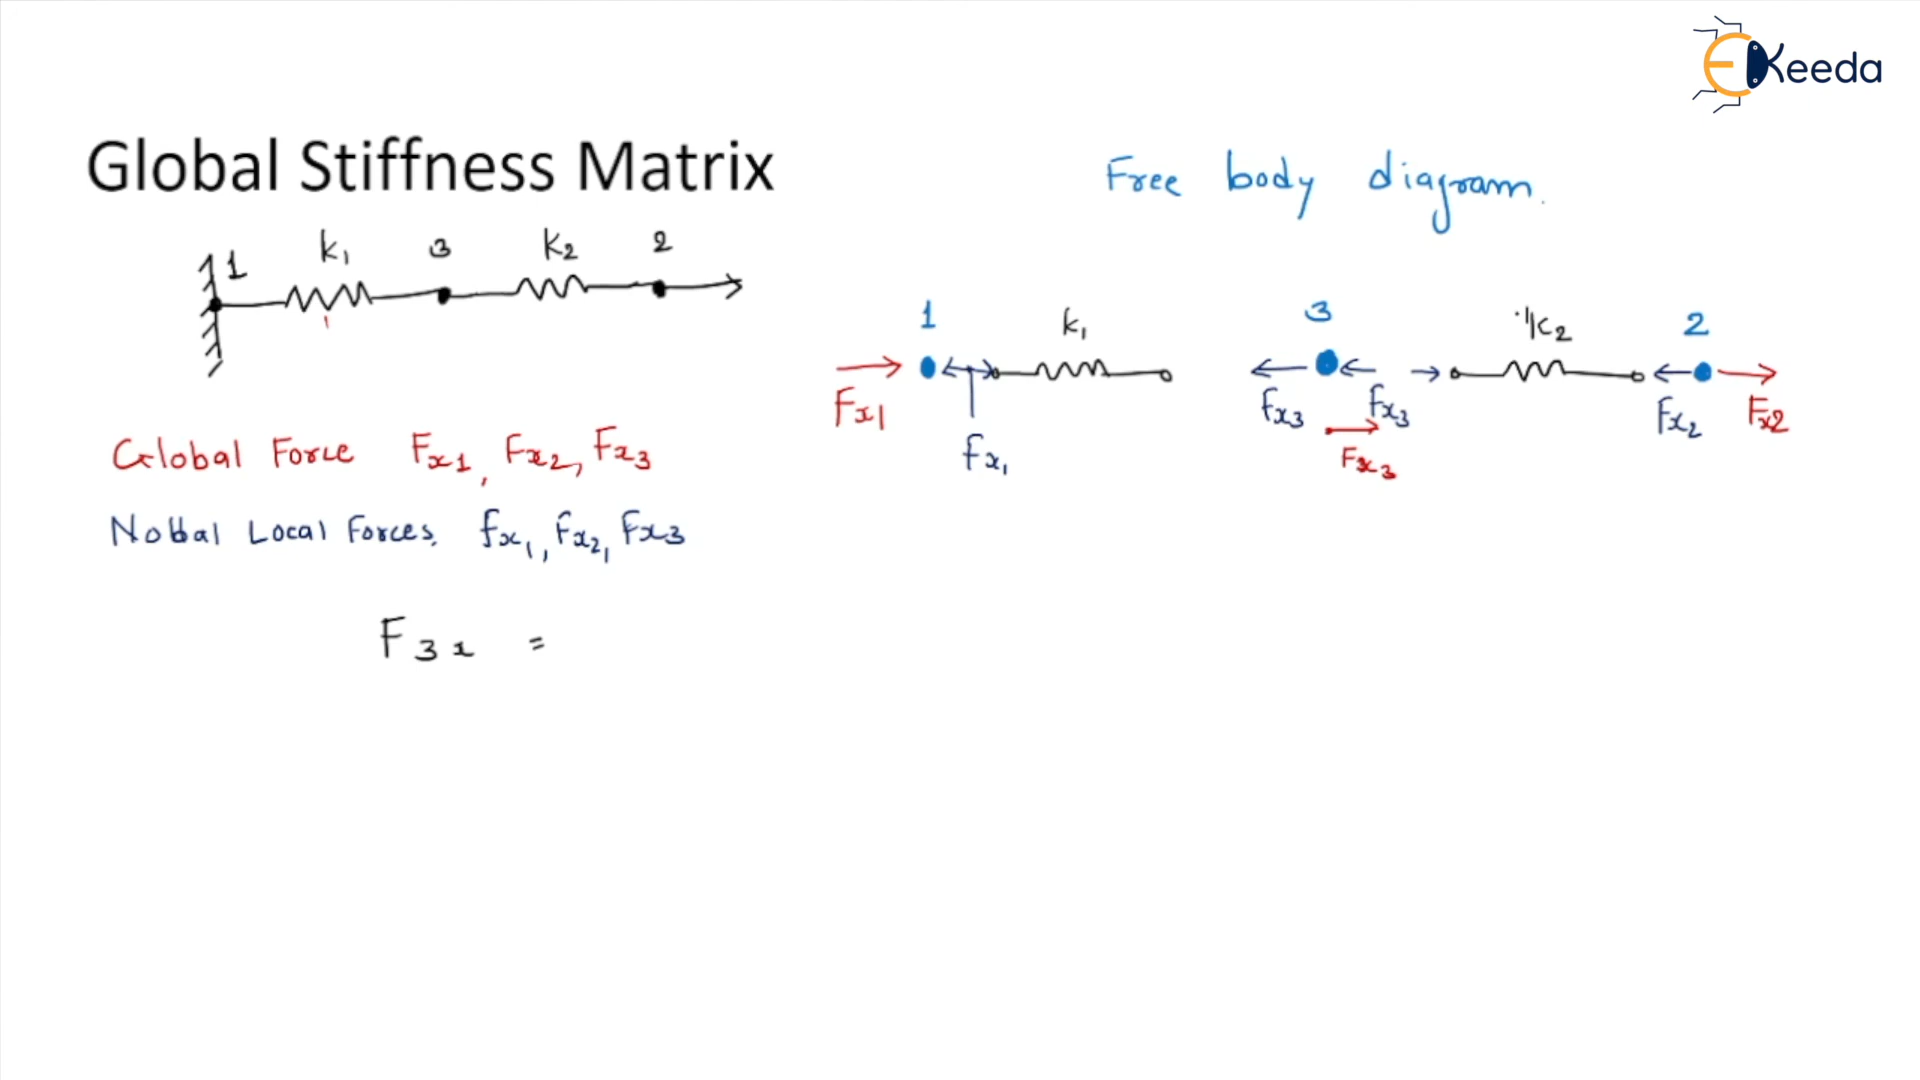 EKeeda
Global Stiffness Matrix
Free body diagram.
1 k1 3 k2 2
1 k1 3 k2 2
Fx1 fx1 fx3 fx3 Fx3 fx2 Fx2
Global Force Fx1, Fx2, Fx3
Nodal Local Forces, fx1, fx2, fx3
F3x =